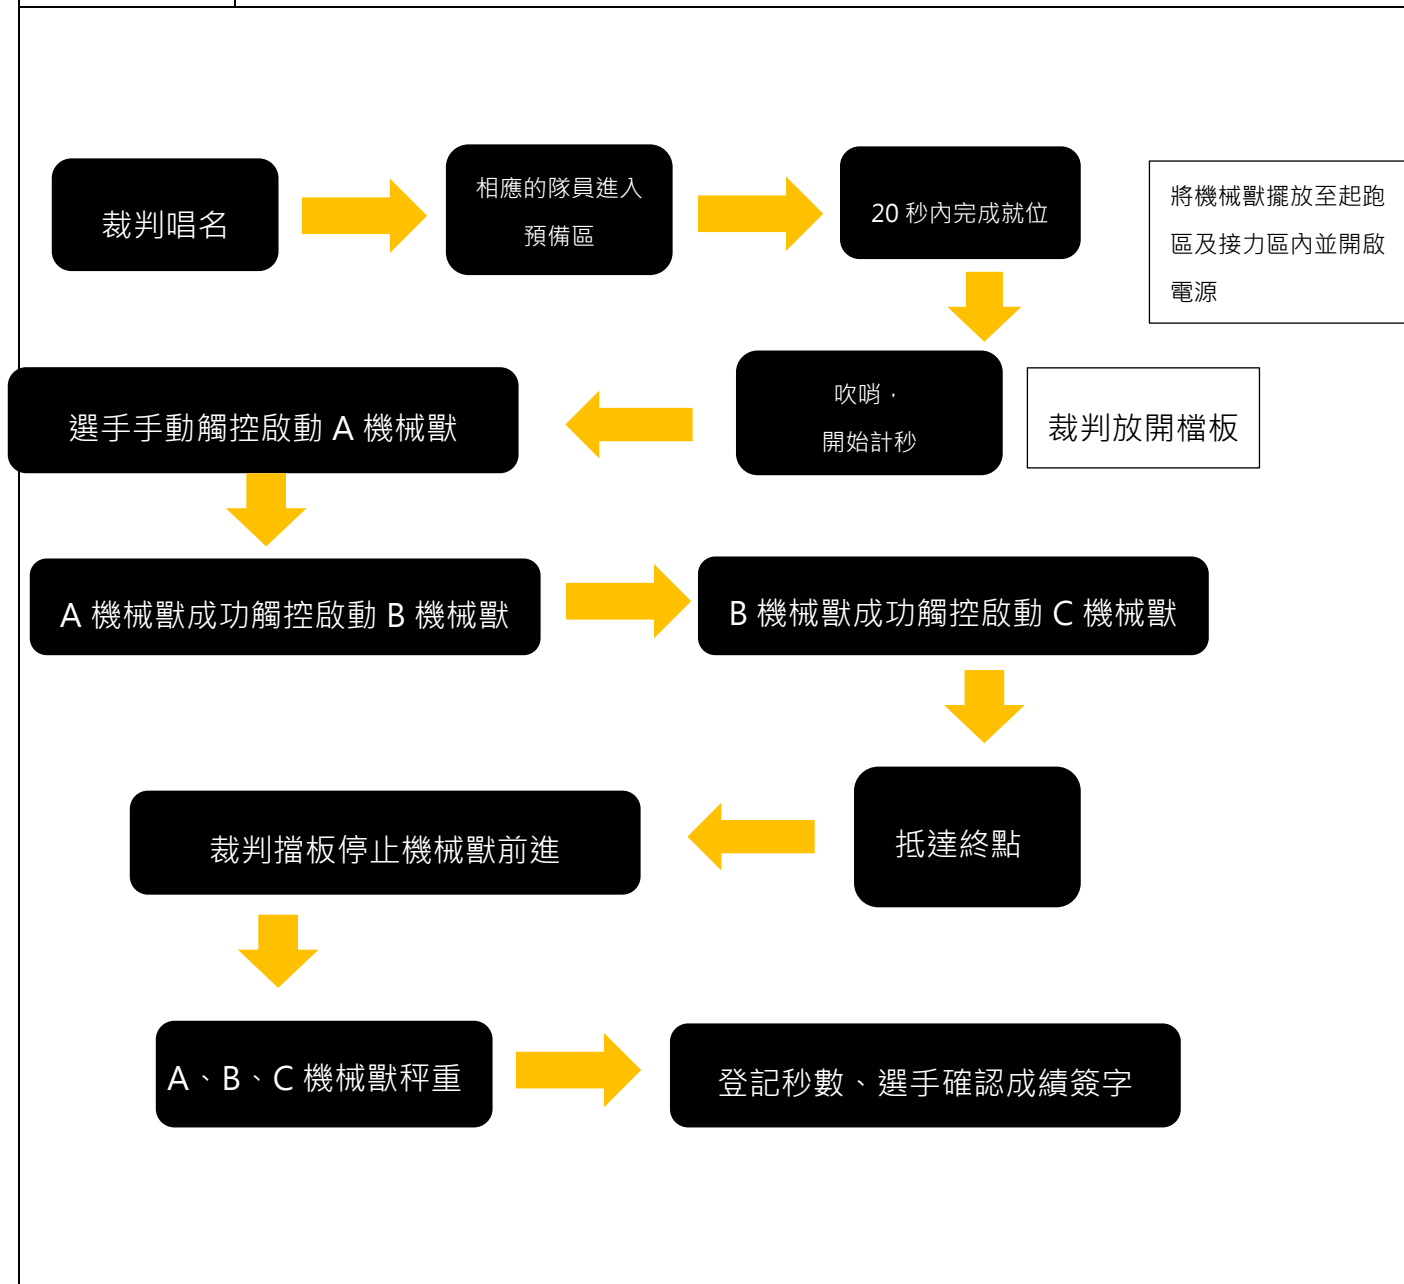 裁判唱名
相應的隊員進入
預備區
20 秒內完成就位
將機械獸擺放至起跑
區及接力區內並開啟
電源
吹哨，
開始計秒
裁判放開檔板
選手手動觸控啟動 A 機械獸
A 機械獸成功觸控啟動 B 機械獸
B 機械獸成功觸控啟動 C 機械獸
抵達終點
裁判擋板停止機械獸前進
A、B、C 機械獸秤重
登記秒數、選手確認成績簽字